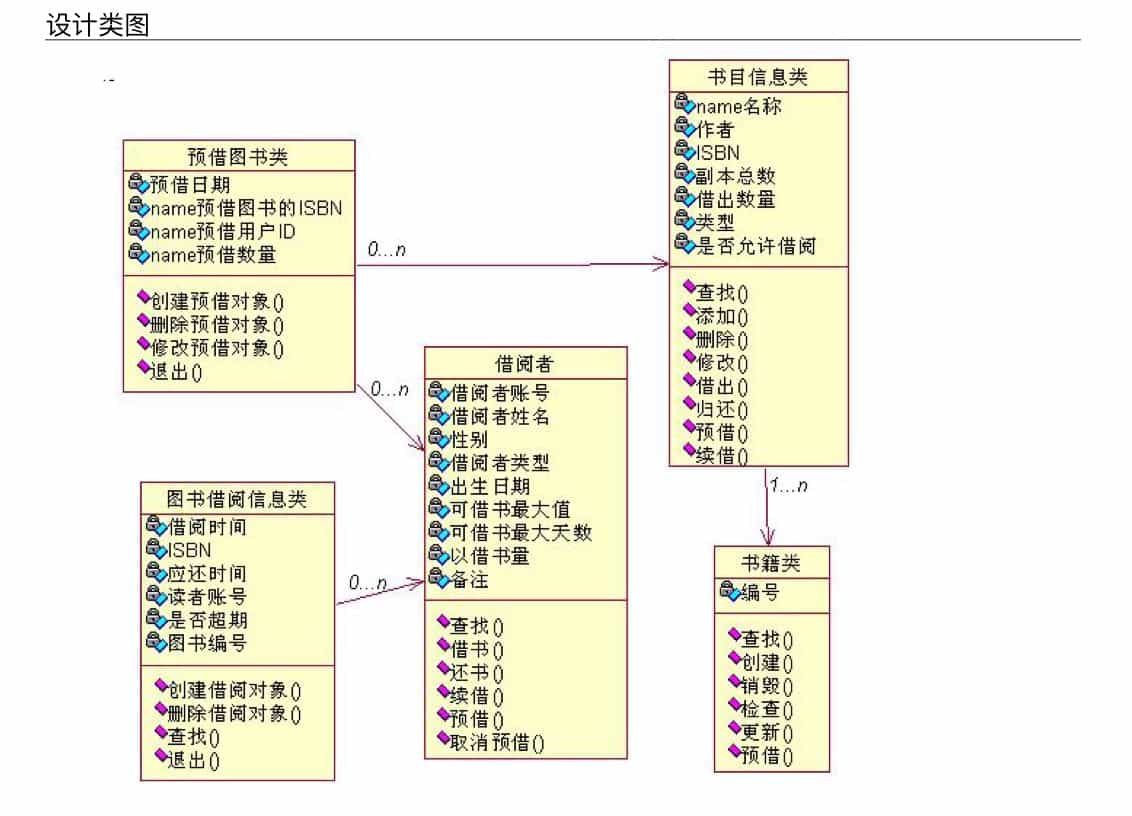 设计类图
书目信息类
name名称
作者
ISBN
副本总数
借出数量
类型
是否允许借阅
查找()
添加()
删除()
修改()
借出()
归还()
预借()
续借()
预借图书类
预借日期
name预借图书的ISBN
name预借用户ID
name预借数量
创建预借对象()
删除预借对象()
修改预借对象()
退出()
0...n
0...n
借阅者
借阅者账号
借阅者姓名
性别
借阅者类型
出生日期
可借书最大值
可借书最大天数
以借书量
备注
查找()
借书()
还书()
续借()
预借()
取消预借()
图书借阅信息类
借阅时间
ISBN
应还时间
读者账号
是否超期
图书编号
创建借阅对象()
删除借阅对象()
查找()
退出()
0...n
1...n
书籍类
编号
查找()
创建()
销毁()
检查()
更新()
预借()